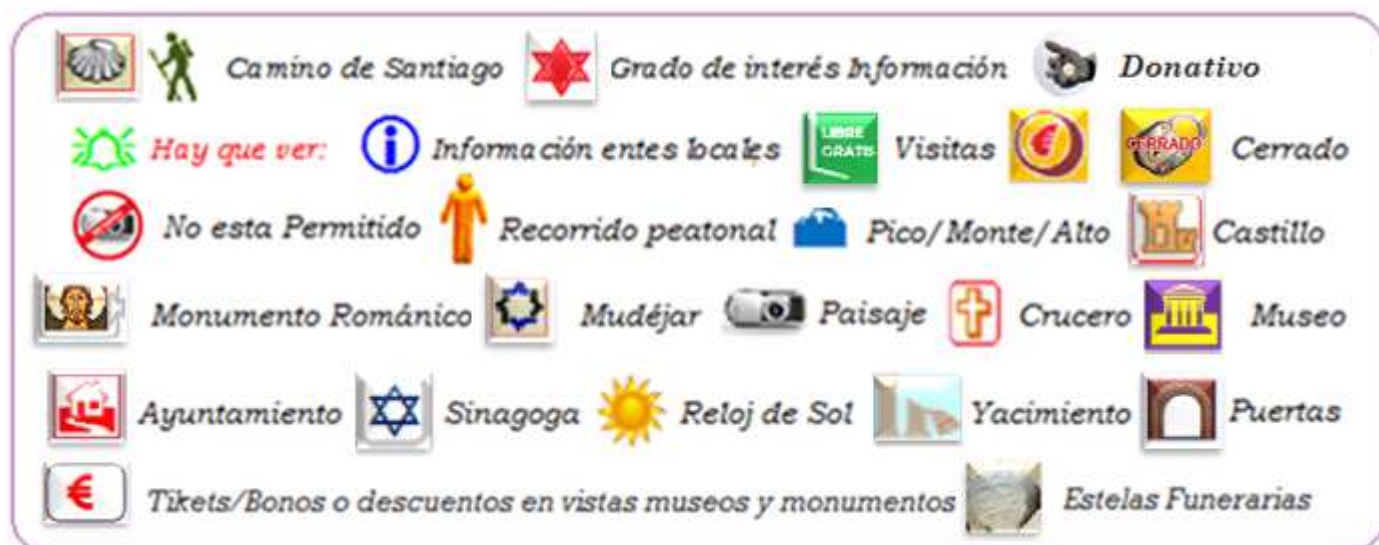 Camino de Santiago Grado de interés Información Donativo
Hay que ver: i Información entes locales LIBRE GRATIS Visitas € CERRADO Cerrado
No esta Permitido Recorrido peatonal Pico/Monte/Alto Castillo
Monumento Románico Mudéjar Paisaje Crucero Museo
Ayuntamiento Sinagoga Reloj de Sol Yacimiento Puertas
€ Tikets/Bonos o descuentos en vistas museos y monumentos Estelas Funerarias